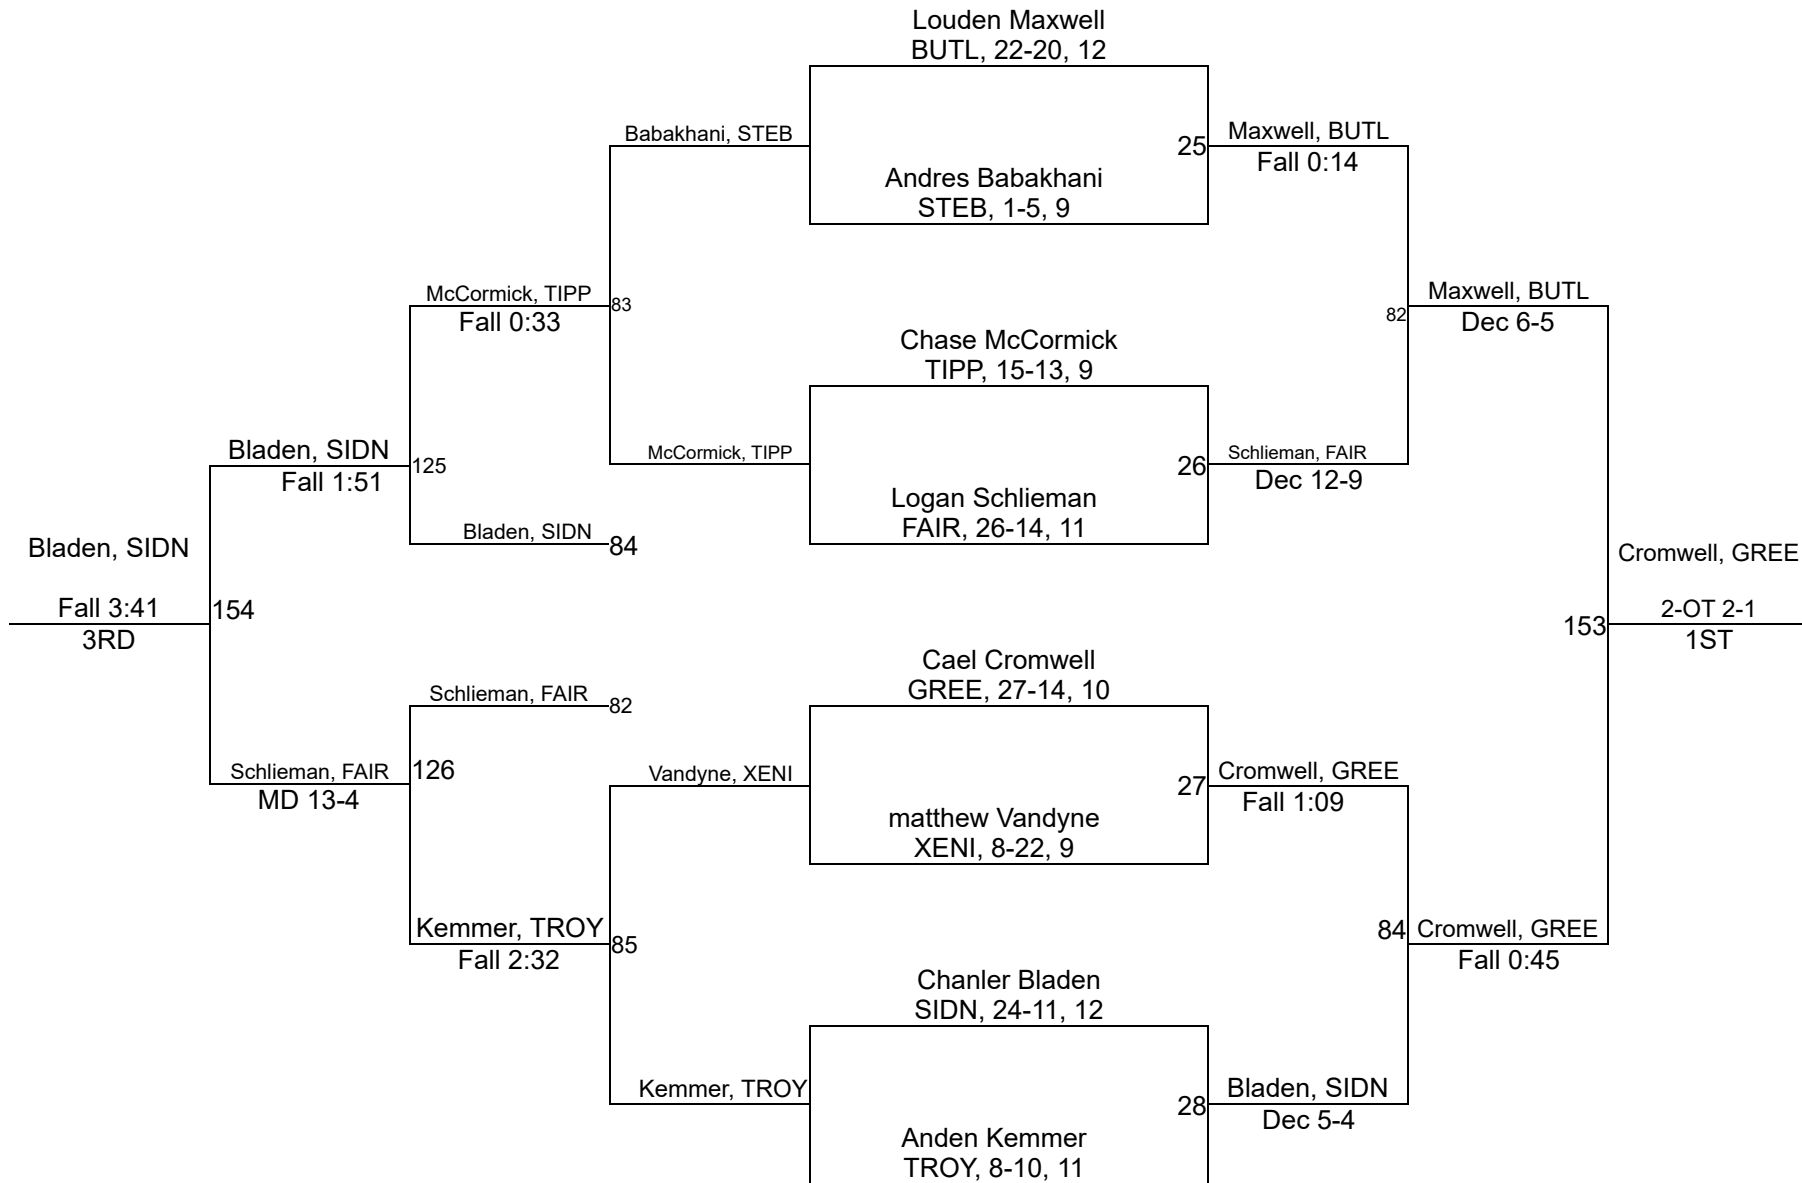 Louden Maxwell
BUTL, 22-20, 12
Babakhani, STEB
25
Maxwell, BUTL
Fall 0:14
Andres Babakhani
STEB, 1-5, 9
McCormick, TIPP
Fall 0:33
83
82
Maxwell, BUTL
Dec 6-5
Chase McCormick
TIPP, 15-13, 9
Bladen, SIDN
Fall 1:51
125
McCormick, TIPP
26
Schlieman, FAIR
Dec 12-9
Logan Schlieman
FAIR, 26-14, 11
Bladen, SIDN
84
Bladen, SIDN
Fall 3:41
3RD
154
Cromwell, GREE
2-OT 2-1
1ST
153
Cael Cromwell
GREE, 27-14, 10
Schlieman, FAIR
82
Schlieman, FAIR
MD 13-4
126
Vandyne, XENI
27
Cromwell, GREE
Fall 1:09
matthew Vandyne
XENI, 8-22, 9
Kemmer, TROY
Fall 2:32
85
84
Cromwell, GREE
Fall 0:45
Chanler Bladen
SIDN, 24-11, 12
Kemmer, TROY
28
Bladen, SIDN
Dec 5-4
Anden Kemmer
TROY, 8-10, 11